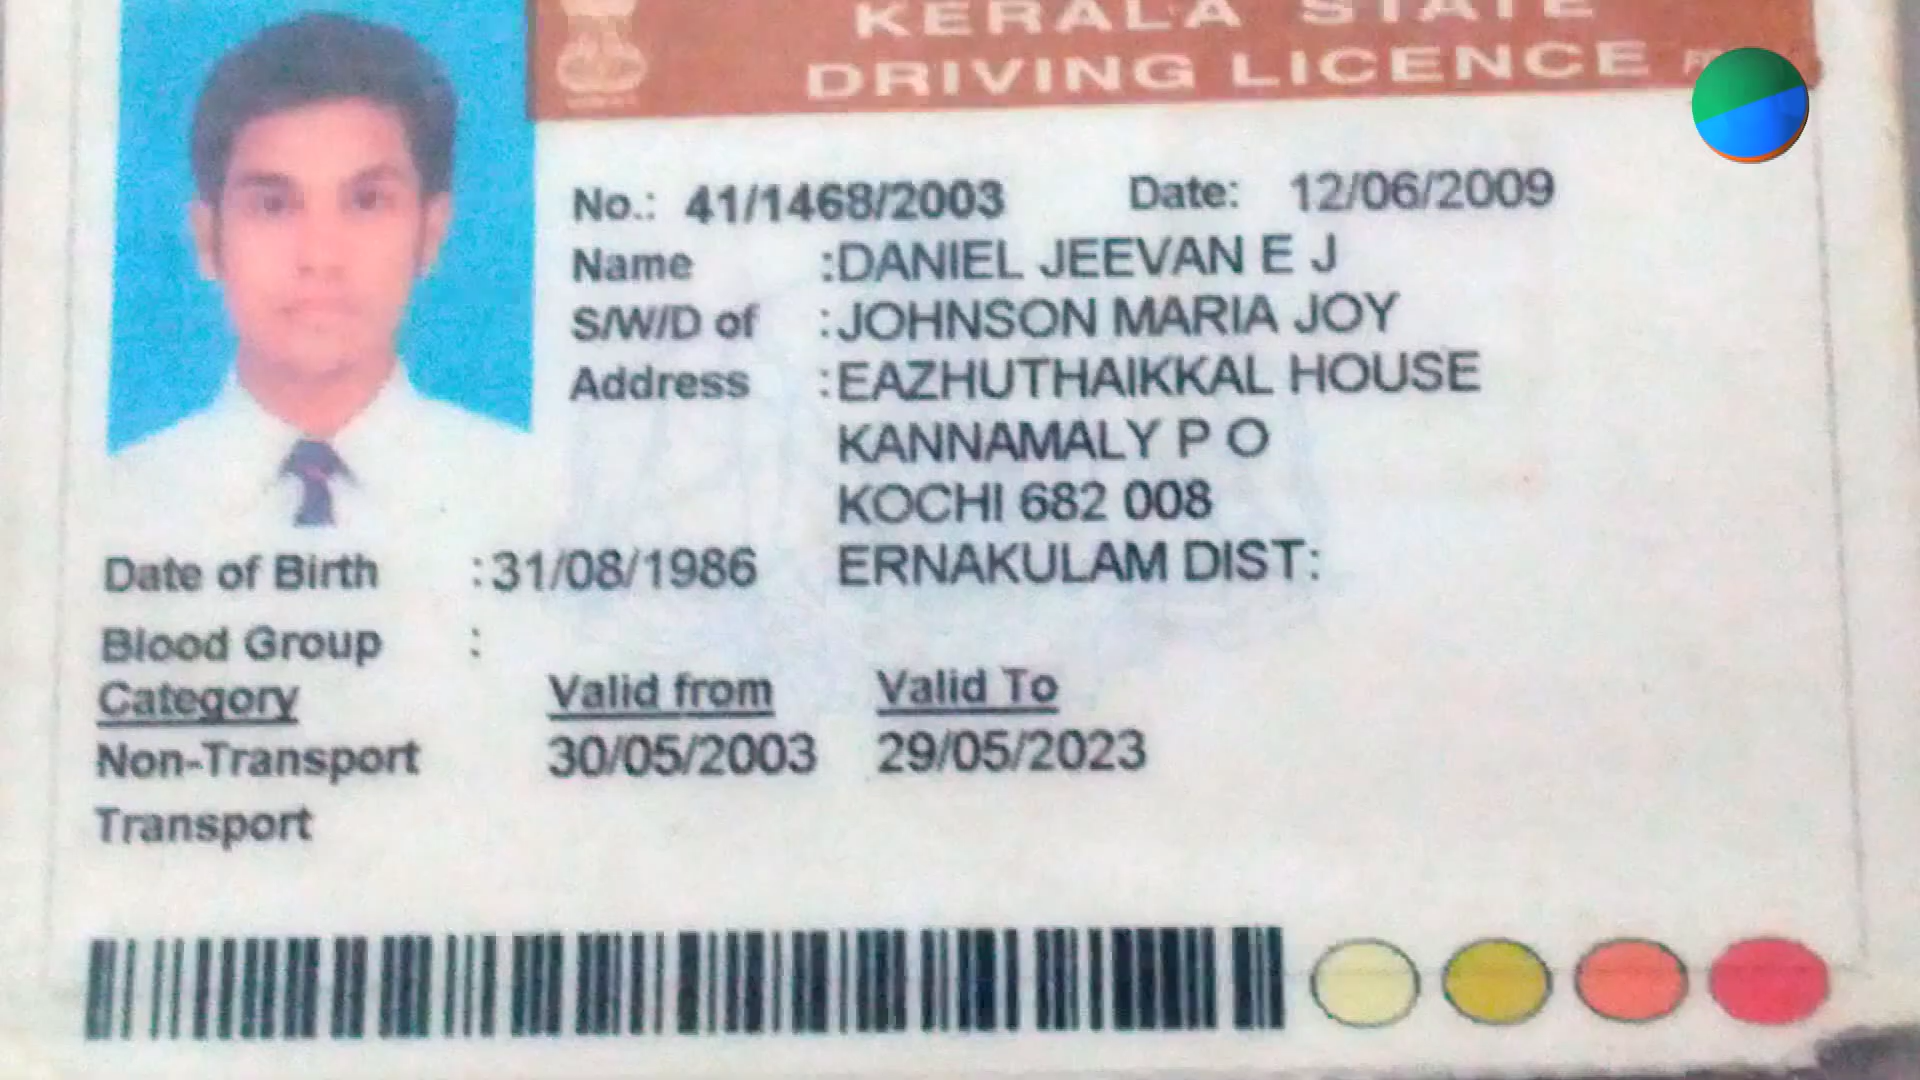 KERALA STATE
DRIVING LICENCE
No.: 41/1468/2003 Date: 12/06/2009
Name :DANIEL JEEVAN E J
S/W/D of :JOHNSON MARIA JOY
Address :EAZHUTHAIKKAL HOUSE
KANNAMALY P O
KOCHI 682 008
Date of Birth :31/08/1986 ERNAKULAM DIST:
Blood Group :
Category Valid from Valid To
Non-Transport 30/05/2003 29/05/2023
Transport